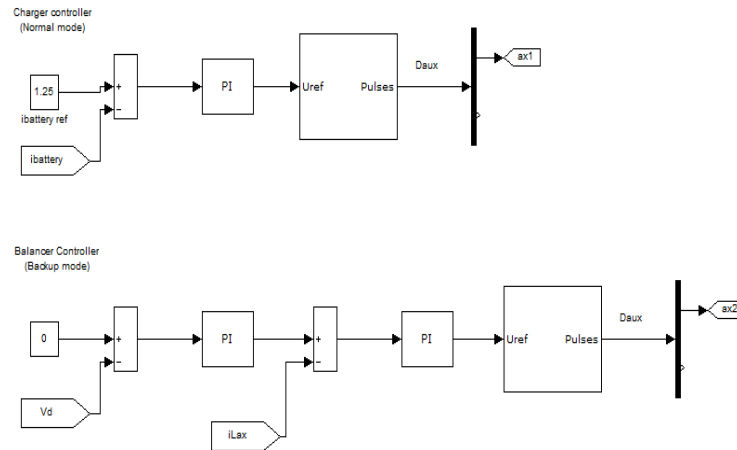 Charger controller
(Normal mode)
1.25
ibattery ref
ibattery
+
−
PI
Uref
Pulses
Daux
ax1
Balancer Controller
(Backup mode)
0
Vd
+
−
PI
+
−
iLax
PI
Uref
Pulses
Daux
ax2